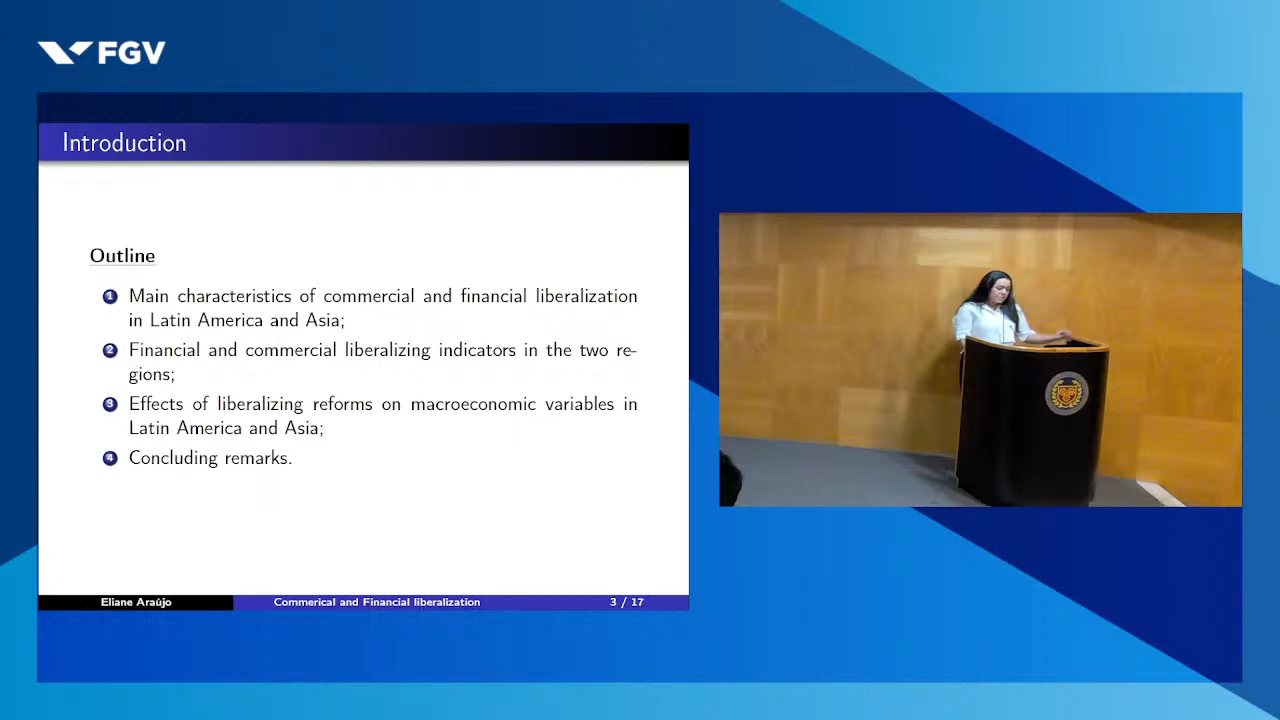 FGV
Introduction
Outline
1 Main characteristics of commercial and financial liberalization
in Latin America and Asia;
2 Financial and commercial liberalizing indicators in the two re-
gions;
3 Effects of liberalizing reforms on macroeconomic variables in
Latin America and Asia;
4 Concluding remarks.
Eliane Araújo Commerical and Financial liberalization 3 / 17